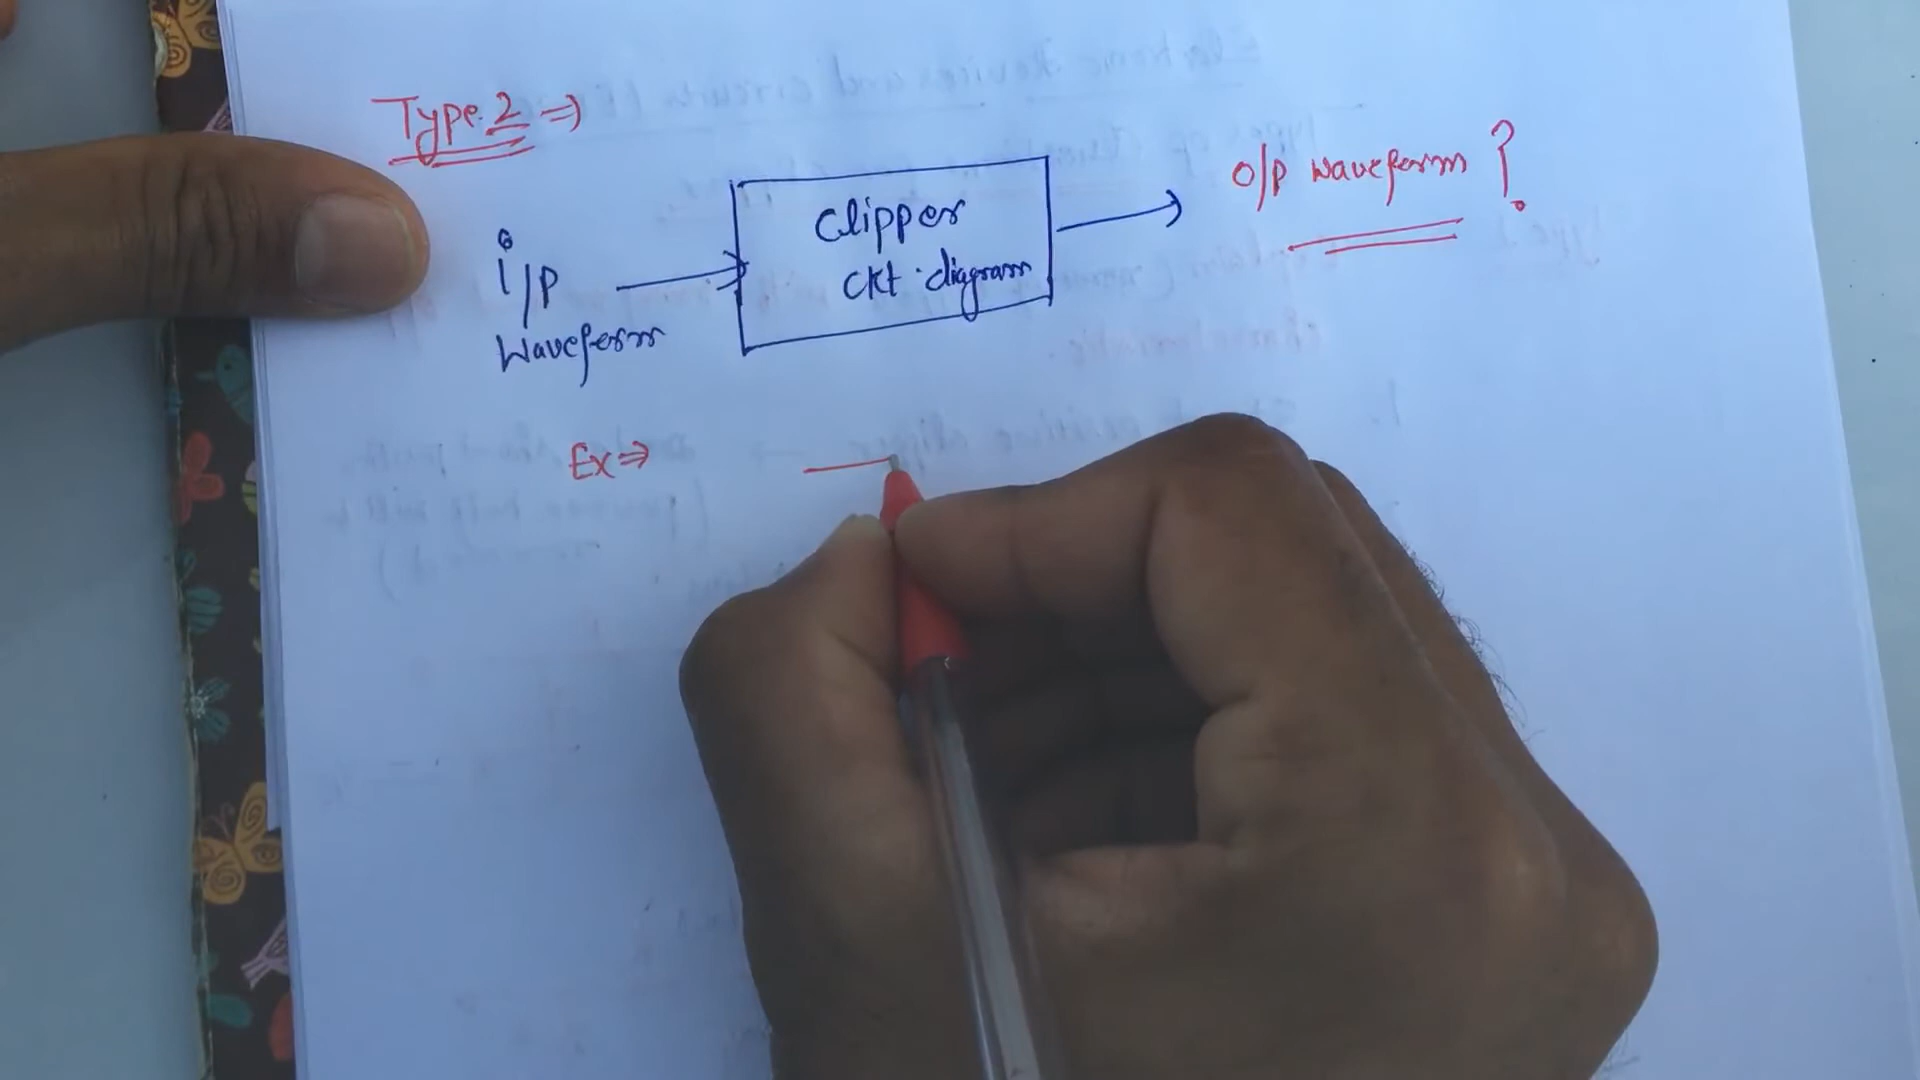 Type.2 ⇒
i/p
Waveform
Clipper
ckt. diagram
O/P waveform ?
Ex ⇒